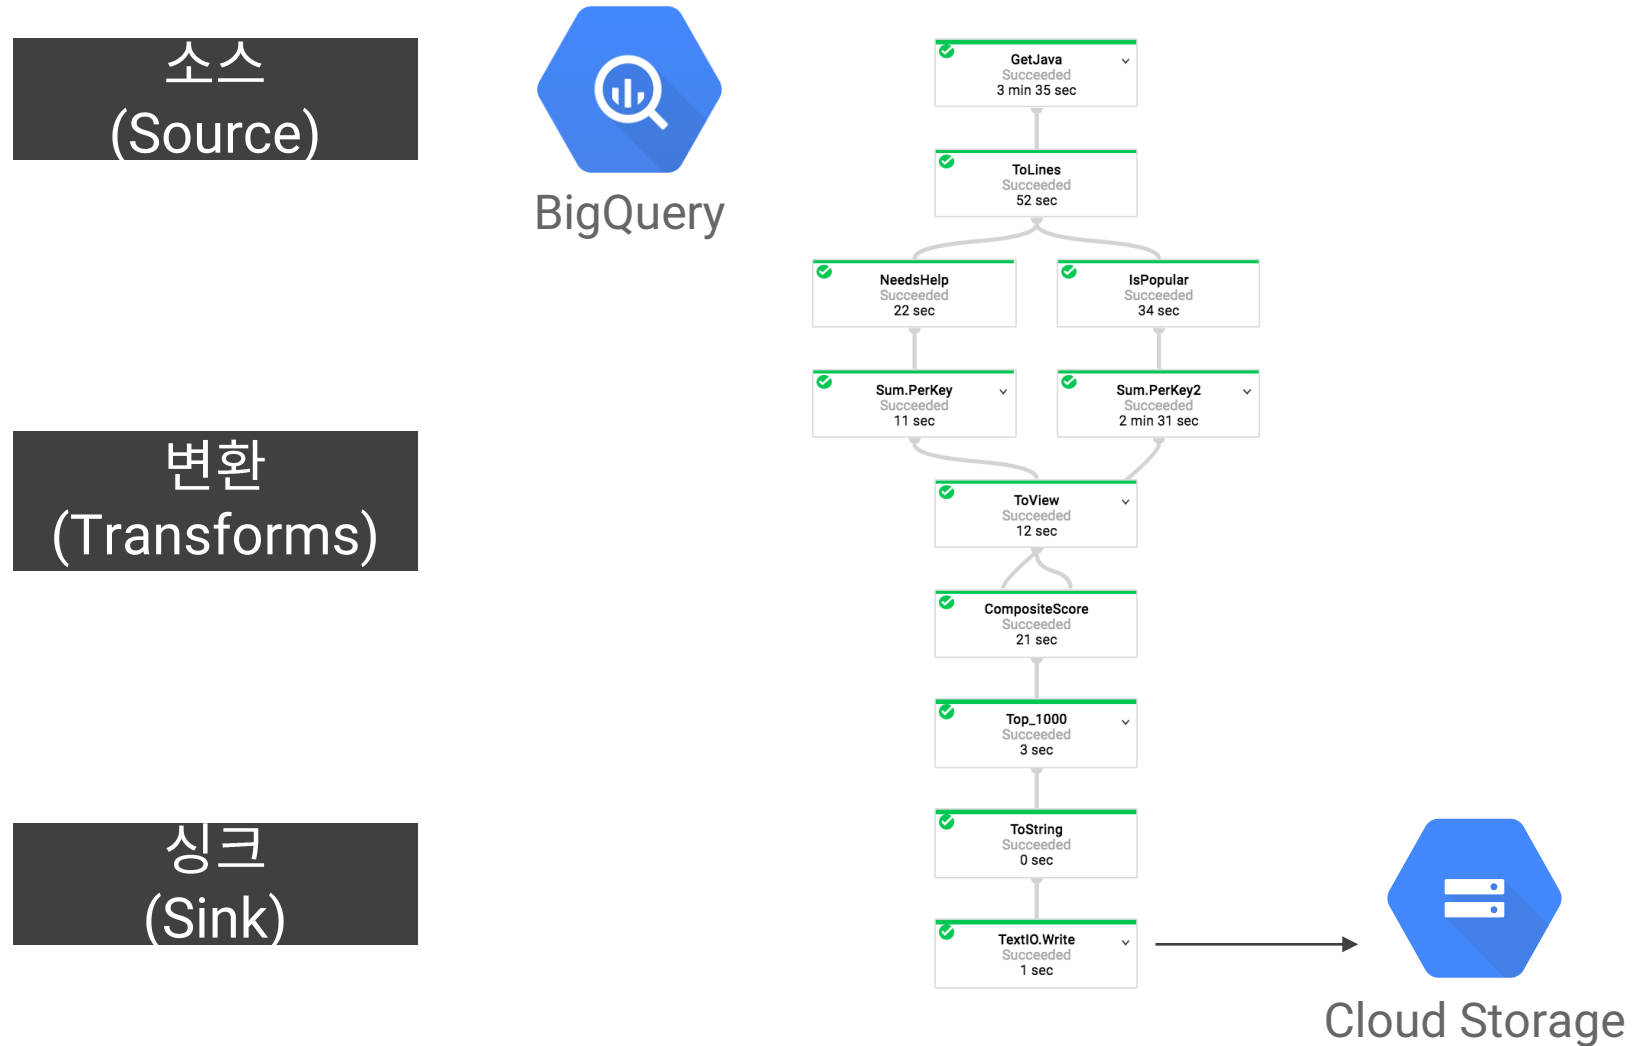 소스
(Source)
BigQuery
GetJava
Succeeded
3 min 35 sec
ToLines
Succeeded
52 sec
NeedsHelp
Succeeded
22 sec
IsPopular
Succeeded
34 sec
Sum.PerKey
Succeeded
11 sec
Sum.PerKey2
Succeeded
2 min 31 sec
변환
(Transforms)
ToView
Succeeded
12 sec
CompositeScore
Succeeded
21 sec
Top_1000
Succeeded
3 sec
싱크
(Sink)
ToString
Succeeded
0 sec
TextIO.Write
Succeeded
1 sec
Cloud Storage